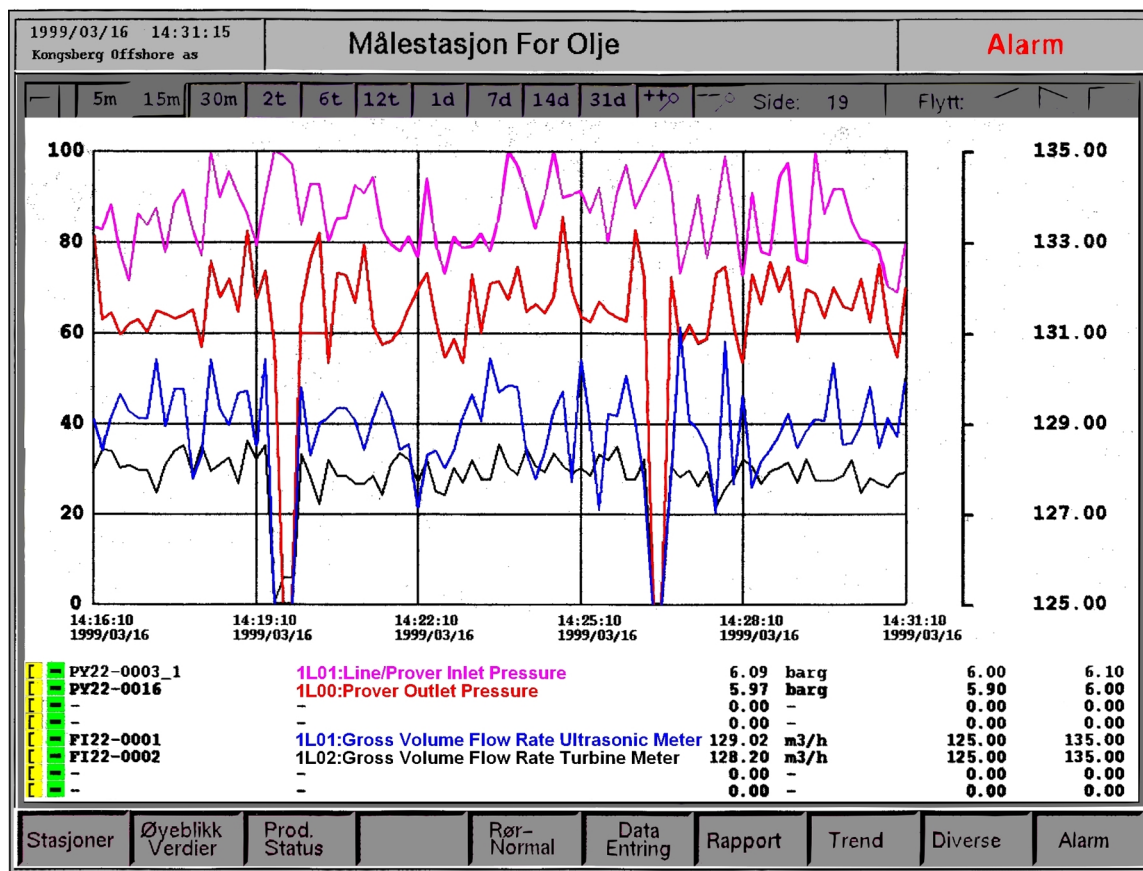 1999/03/16 14:31:15
Kongsberg Offshore as
Målestasjon For Olje
Alarm
5m 15m 30m 2t 6t 12t 1d 7d 14d 31d ++ -- Side: 19 Flytt:
100 135.00
80 133.00
60 131.00
40 129.00
20 127.00
0 125.00
14:16:10 14:19:10 14:22:10 14:25:10 14:28:10 14:31:10
1999/03/16 1999/03/16 1999/03/16 1999/03/16 1999/03/16 1999/03/16
[ - PY22-0003_1 1L01:Line/Prover Inlet Pressure 6.09 barg 6.00 6.10
[ - PY22-0016 1L00:Prover Outlet Pressure 5.97 barg 5.90 6.00
[ - - - 0.00 - 0.00 0.00
[ - - - 0.00 - 0.00 0.00
[ - FI22-0001 1L01:Gross Volume Flow Rate Ultrasonic Meter 129.02 m3/h 125.00 135.00
[ - FI22-0002 1L02:Gross Volume Flow Rate Turbine Meter 128.20 m3/h 125.00 135.00
[ - - - 0.00 - 0.00 0.00
[ - - - 0.00 - 0.00 0.00
Stasjoner
Øyeblikk
Verdier
Prod.
Status
Rør-
Normal
Data
Entring
Rapport
Trend
Diverse
Alarm